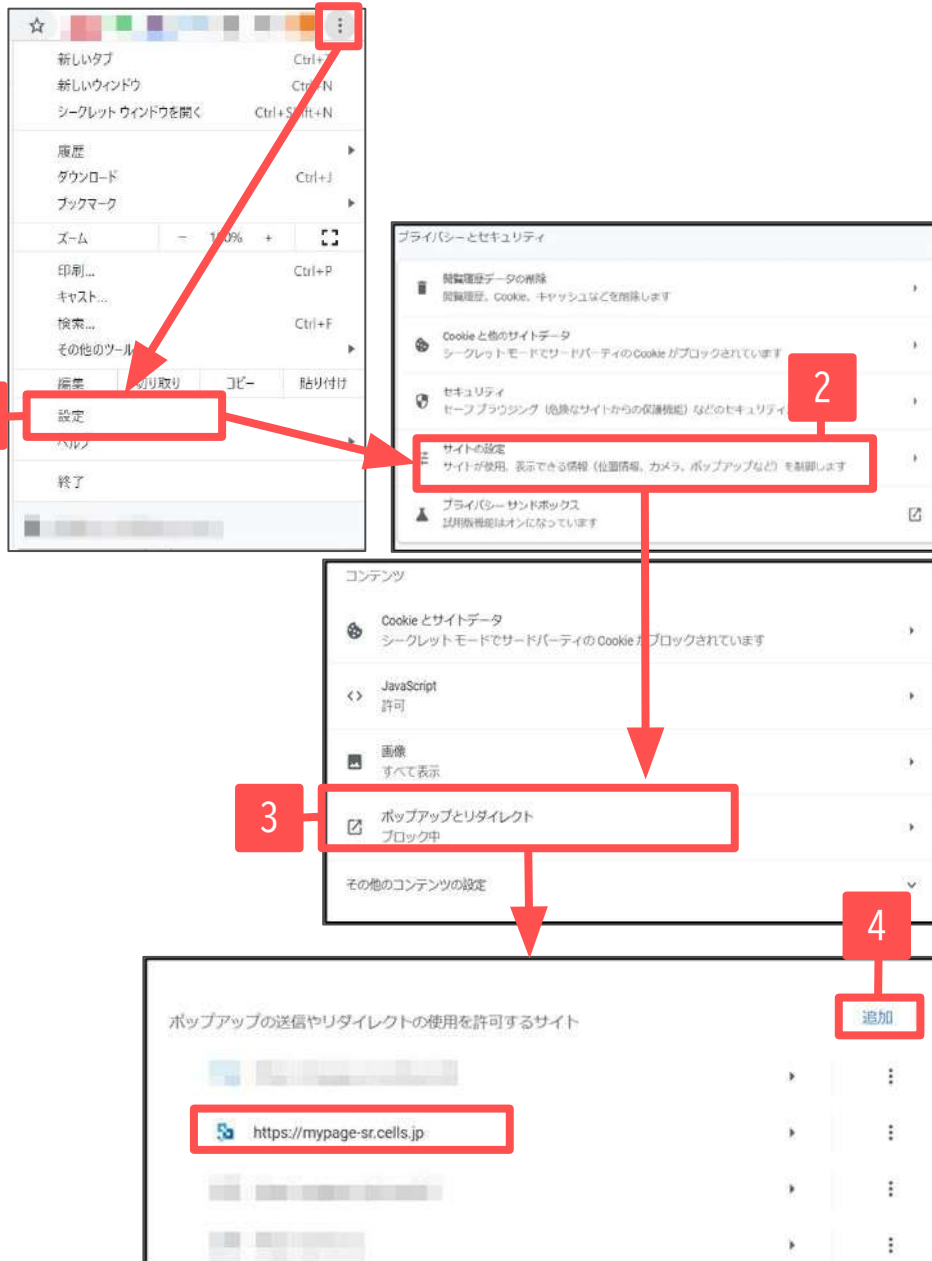 新しいタブ Ctrl+T
新しいウィンドウ Ctrl+N
シークレット ウィンドウを開く Ctrl+Shift+N
履歴
ダウンロード Ctrl+J
ブックマーク
ズーム − 100% +
印刷... Ctrl+P
キャスト...
検索... Ctrl+F
その他のツール
編集 切り取り コピー 貼り付け
設定
ヘルプ
終了
プライバシーとセキュリティ
閲覧履歴データの削除
閲覧履歴、Cookie、キャッシュなどを削除します
Cookie と他のサイトデータ
シークレット モードでサードパーティの Cookie がブロックされています
セキュリティ
セーフ ブラウジング（危険なサイトからの保護機能）などのセキュリティ
2
サイトの設定
サイトが使用、表示できる情報（位置情報、カメラ、ポップアップなど）を制御します
プライバシー サンドボックス
試用版機能はオンになっています
コンテンツ
Cookie とサイトデータ
シークレット モードでサードパーティの Cookie がブロックされています
JavaScript
許可
画像
すべて表示
3
ポップアップとリダイレクト
ブロック中
その他のコンテンツの設定
4
ポップアップの送信やリダイレクトの使用を許可するサイト
追加
https://mypage-sr.cells.jp